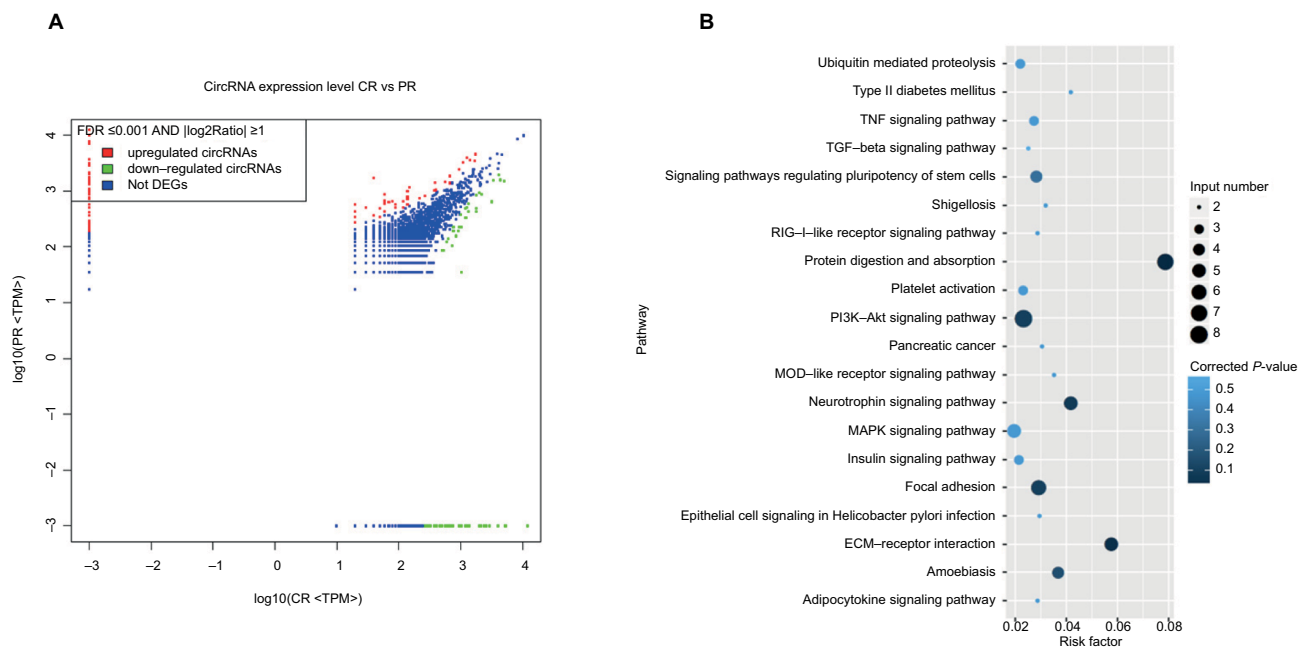 A
CircRNA expression level CR vs PR
FDR ≤0.001 AND |log2Ratio| ≥1
upregulated circRNAs
down–regulated circRNAs
Not DEGs
log10(PR <TPM>)
4
3
2
1
0
–1
–2
–3
–3
–2
–1
0
1
2
3
4
log10(CR <TPM>)
B
Pathway
Ubiquitin mediated proteolysis
Type II diabetes mellitus
TNF signaling pathway
TGF–beta signaling pathway
Signaling pathways regulating pluripotency of stem cells
Shigellosis
RIG–I–like receptor signaling pathway
Protein digestion and absorption
Platelet activation
PI3K–Akt signaling pathway
Pancreatic cancer
MOD–like receptor signaling pathway
Neurotrophin signaling pathway
MAPK signaling pathway
Insulin signaling pathway
Focal adhesion
Epithelial cell signaling in Helicobacter pylori infection
ECM–receptor interaction
Amoebiasis
Adipocytokine signaling pathway
0.02
0.04
0.06
0.08
Risk factor
Input number
2
3
4
5
6
7
8
Corrected P-value
0.5
0.4
0.3
0.2
0.1